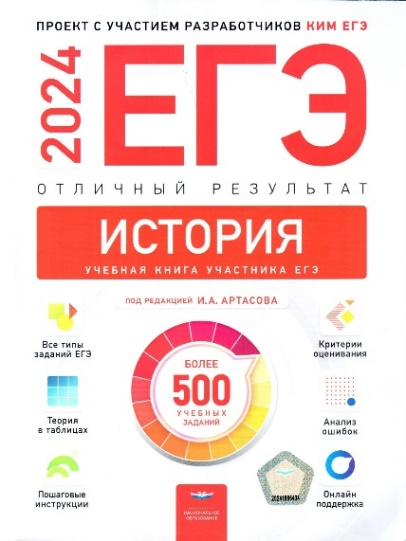 ПРОЕКТ С УЧАСТИЕМ РАЗРАБОТЧИКОВ КИМ ЕГЭ
2024
ЕГЭ
ОТЛИЧНЫЙ РЕЗУЛЬТАТ
ИСТОРИЯ
УЧЕБНАЯ КНИГА УЧАСТНИКА ЕГЭ
ПОД РЕДАКЦИЕЙ И.А. АРТАСОВА
Все типы
заданий ЕГЭ
Теория
в таблицах
Пошаговые
инструкции
БОЛЕЕ
500
УЧЕБНЫХ
ЗАДАНИЙ
Критерии
оценивания
Анализ
ошибок
Онлайн
поддержка
НАЦИОНАЛЬНОЕ
ОБРАЗОВАНИЕ